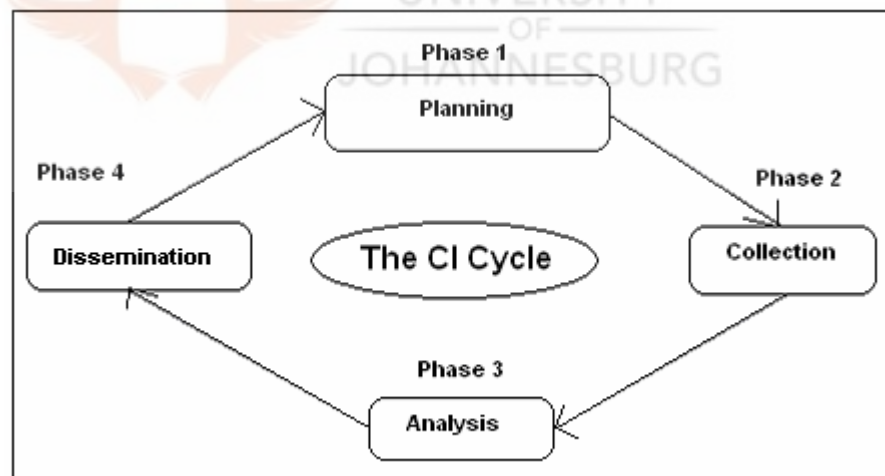 UNIVERSITY
OF
JOHANNESBURG
Phase 1
Planning
Phase 4
Phase 2
Dissemination
The CI Cycle
Collection
Phase 3
Analysis